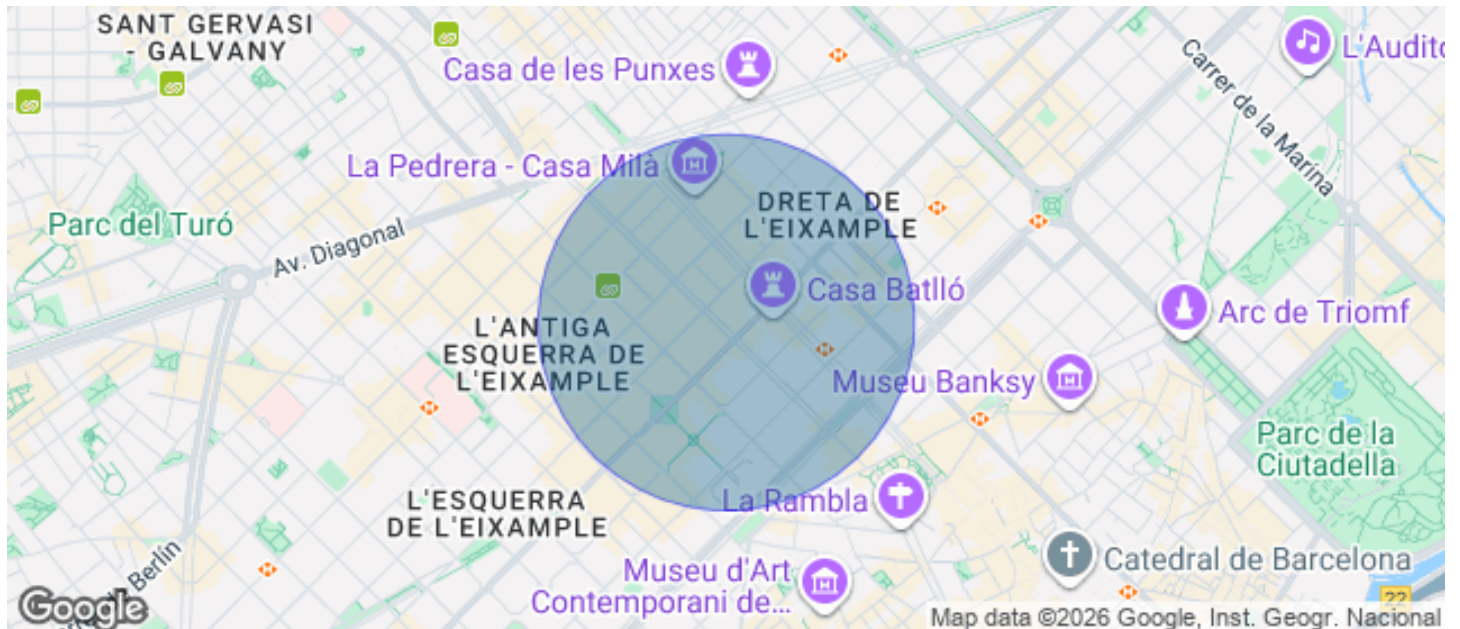 SANT GERVASI
- GALVANY
Casa de les Punxes
L'Audito
Carrer de la Marina
La Pedrera - Casa Milà
DRETA DE
L'EIXAMPLE
Parc del Turó
Av. Diagonal
Casa Batlló
Arc de Triomf
L'ANTIGA
ESQUERRA DE
L'EIXAMPLE
Museu Banksy
Parc de la
Ciutadella
L'ESQUERRA
DE L'EIXAMPLE
La Rambla
Berlín
Catedral de Barcelona
Museu d'Art
Contemporani de...
22
Google
Map data ©2026 Google, Inst. Geogr. Nacional